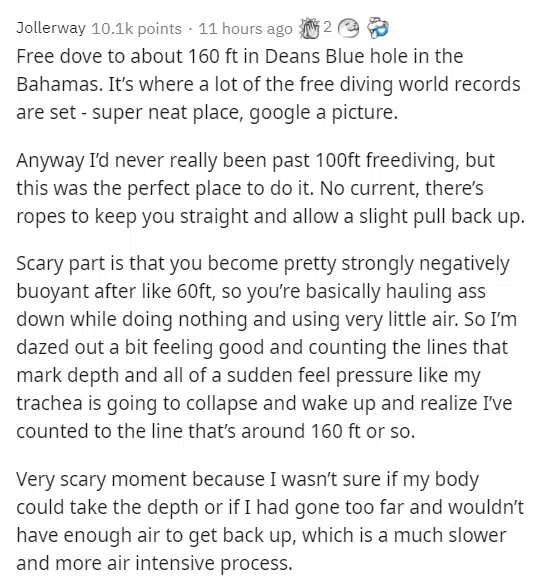 Jollerway 10.1k points · 11 hours ago 2
Free dove to about 160 ft in Deans Blue hole in the
Bahamas. It’s where a lot of the free diving world records
are set - super neat place, google a picture.
Anyway I’d never really been past 100ft freediving, but
this was the perfect place to do it. No current, there’s
ropes to keep you straight and allow a slight pull back up.
Scary part is that you become pretty strongly negatively
buoyant after like 60ft, so you’re basically hauling ass
down while doing nothing and using very little air. So I’m
dazed out a bit feeling good and counting the lines that
mark depth and all of a sudden feel pressure like my
trachea is going to collapse and wake up and realize I’ve
counted to the line that’s around 160 ft or so.
Very scary moment because I wasn’t sure if my body
could take the depth or if I had gone too far and wouldn’t
have enough air to get back up, which is a much slower
and more air intensive process.